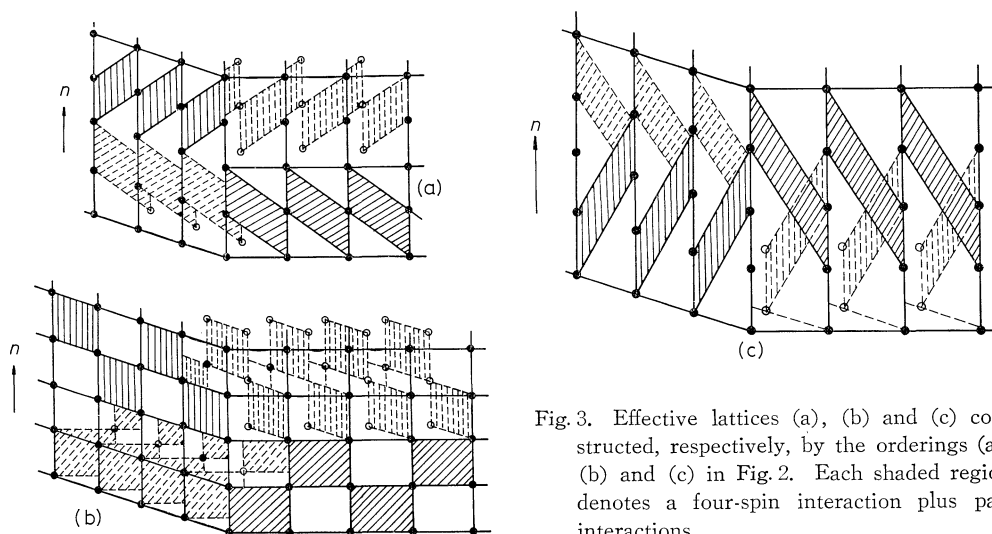 n
(a)
n
(b)
n
(c)
Fig. 3. Effective lattices (a), (b) and (c) co
structed, respectively, by the orderings (a
(b) and (c) in Fig. 2. Each shaded regio
denotes a four-spin interaction plus pa
interactions.